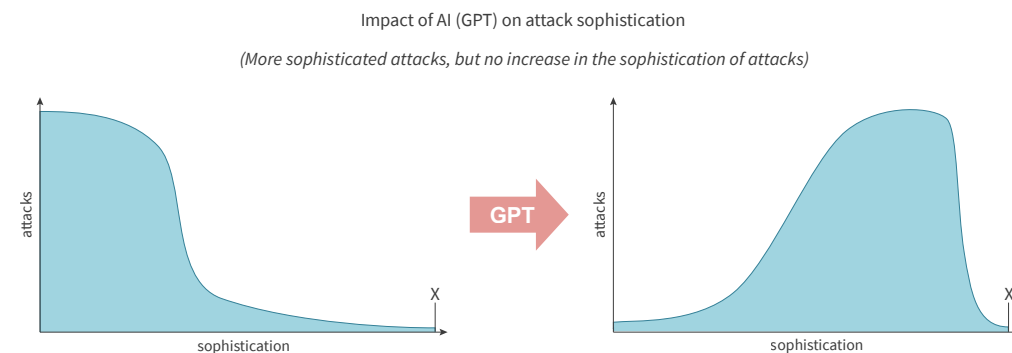 Impact of AI (GPT) on attack sophistication
(More sophisticated attacks, but no increase in the sophistication of attacks)
attacks
X
sophistication
GPT
attacks
X
sophistication